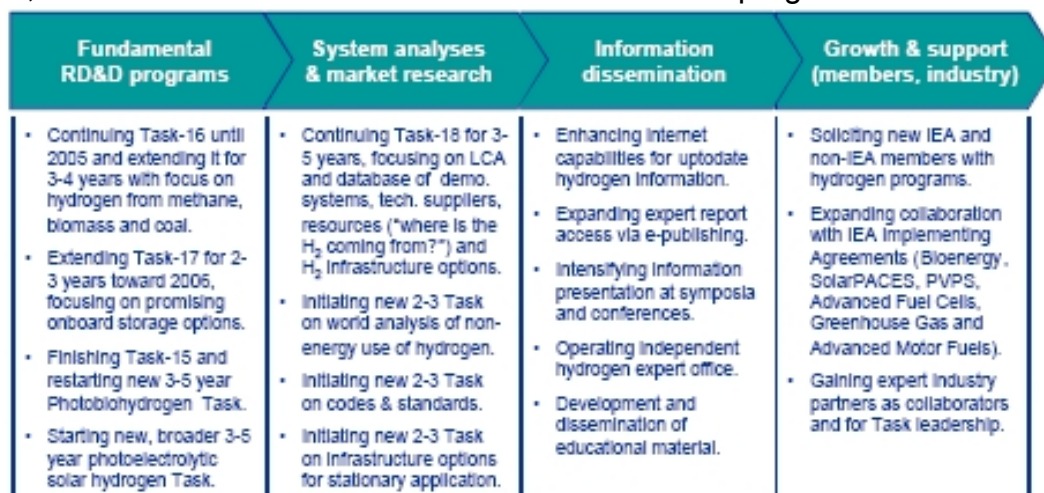 Fundamental
RD&D programs
System analyses
& market research
Information
dissemination
Growth & support
(members, industry)
• Continuing Task-16 until
2005 and extending it for
3-4 years with focus on
hydrogen from methane,
biomass and coal.
• Extending Task-17 for 2-
3 years toward 2006,
focusing on promising
onboard storage options.
• Finishing Task-15 and
restarting new 3-5 year
Photobiohydrogen Task.
• Starting new, broader 3-5
year photoelectrolytic
solar hydrogen Task.
• Continuing Task-18 for 3-
5 years, focusing on LCA
and database of demo.
systems, tech. suppliers,
resources ("where is the
H₂ coming from?") and
H₂ infrastructure options.
• Initiating new 2-3 Task
on world analysis of non-
energy use of hydrogen.
• Initiating new 2-3 Task
on codes & standards.
• Initiating new 2-3 Task
on infrastructure options
for stationary application.
• Enhancing internet
capabilities for uptodate
hydrogen information.
• Expanding expert report
access via e-publishing.
• Intensifying information
presentation at symposia
and conferences.
• Operating independent
hydrogen expert office.
• Development and
dissemination of
educational material.
• Soliciting new IEA and
non-IEA members with
hydrogen programs.
• Expanding collaboration
with IEA Implementing
Agreements (Bioenergy,
SolarPACES, PVPS,
Advanced Fuel Cells,
Greenhouse Gas and
Advanced Motor Fuels).
• Gaining expert industry
partners as collaborators
and for Task leadership.